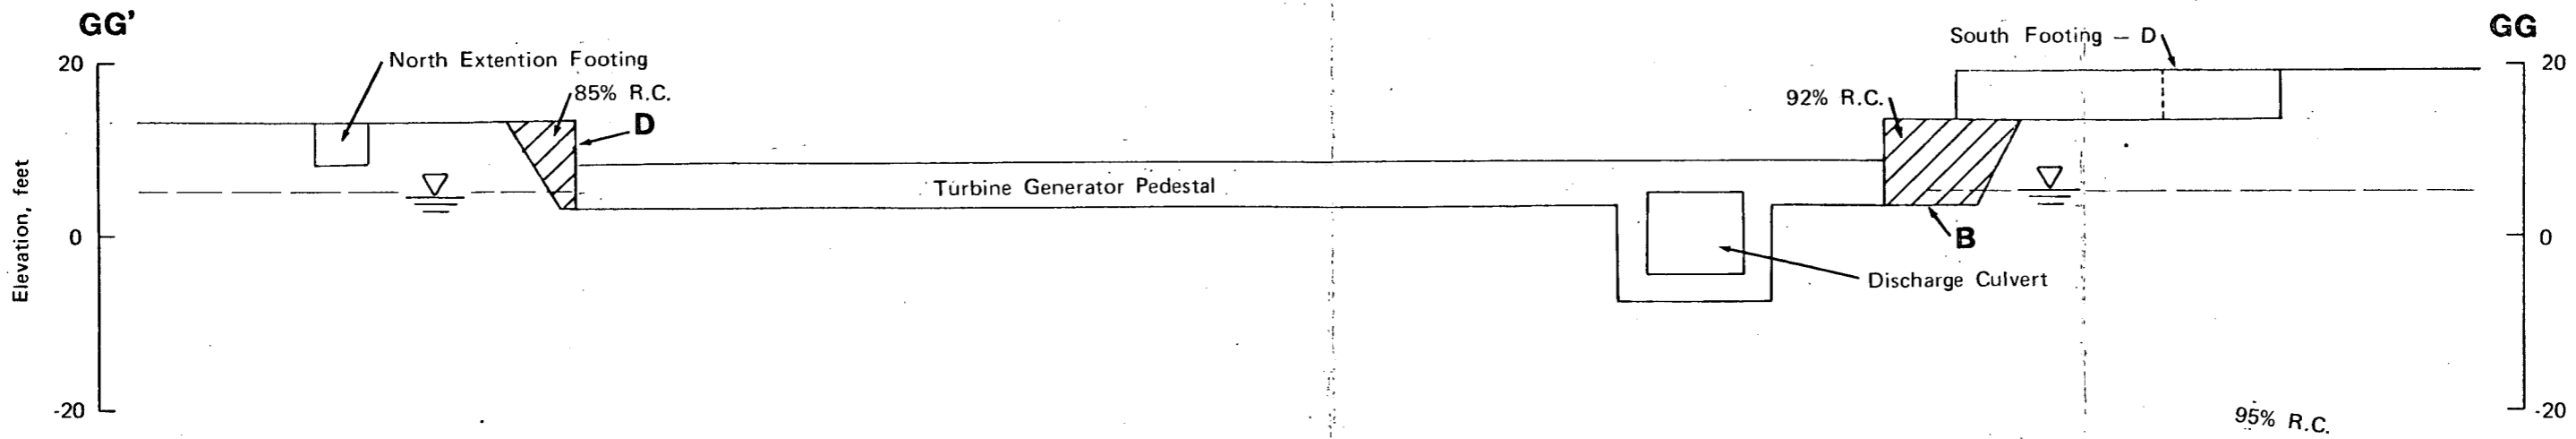 GG'
GG
South Footing — D
20
North Extention Footing
20
85% R.C.
92% R.C.
D
Turbine Generator Pedestal
Elevation, feet
0
B
0
Discharge Culvert
-20
-20
95% R.C.